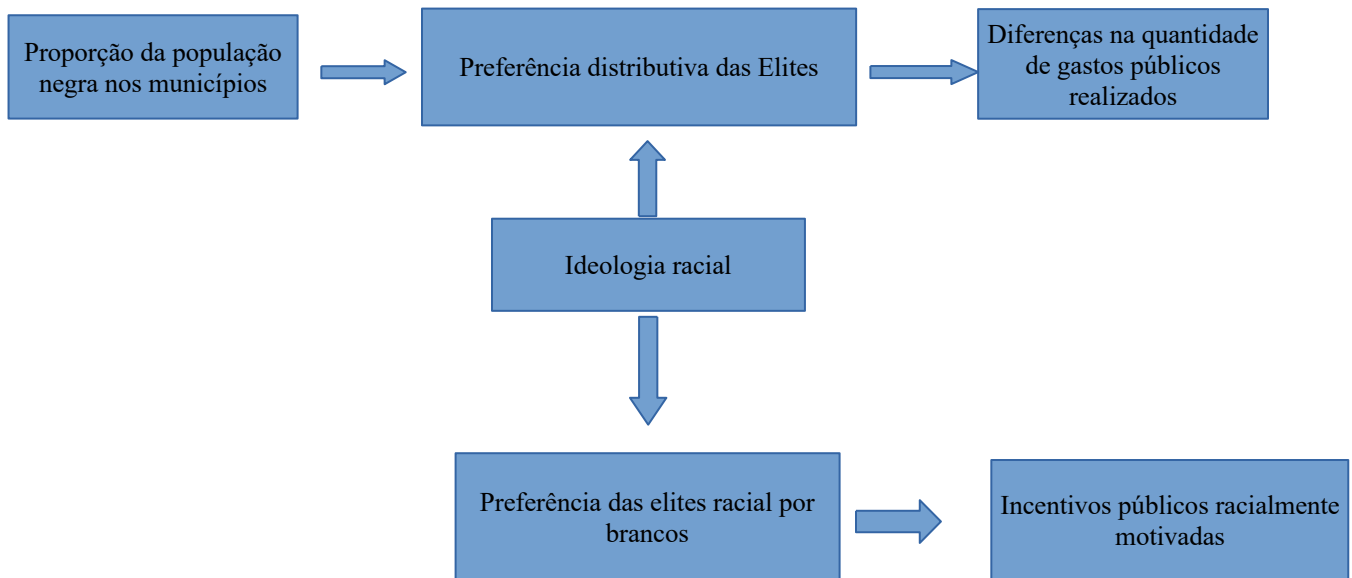 Proporção da população
negra nos municípios
Preferência distributiva das Elites
Diferenças na quantidade
de gastos públicos
realizados
Ideologia racial
Preferência das elites racial por
brancos
Incentivos públicos racialmente
motivadas